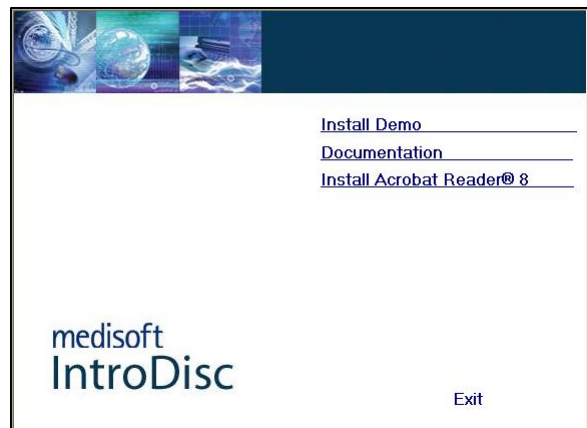 Install Demo
Documentation
Install Acrobat Reader® 8
medisoft
IntroDisc
Exit